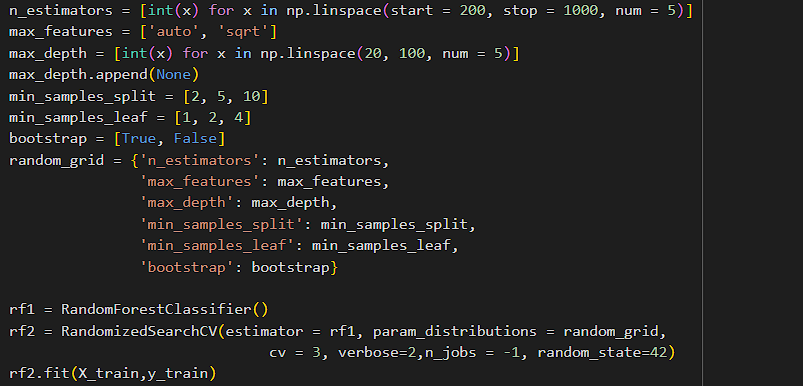 n_estimators = [int(x) for x in np.linspace(start = 200, stop = 1000, num = 5)]
max_features = ['auto', 'sqrt']
max_depth = [int(x) for x in np.linspace(20, 100, num = 5)]
max_depth.append(None)
min_samples_split = [2, 5, 10]
min_samples_leaf = [1, 2, 4]
bootstrap = [True, False]
random_grid = {'n_estimators': n_estimators,
               'max_features': max_features,
               'max_depth': max_depth,
               'min_samples_split': min_samples_split,
               'min_samples_leaf': min_samples_leaf,
               'bootstrap': bootstrap}
rf1 = RandomForestClassifier()
rf2 = RandomizedSearchCV(estimator = rf1, param_distributions = random_grid,
                              cv = 3, verbose=2,n_jobs = -1, random_state=42)
rf2.fit(X_train,y_train)